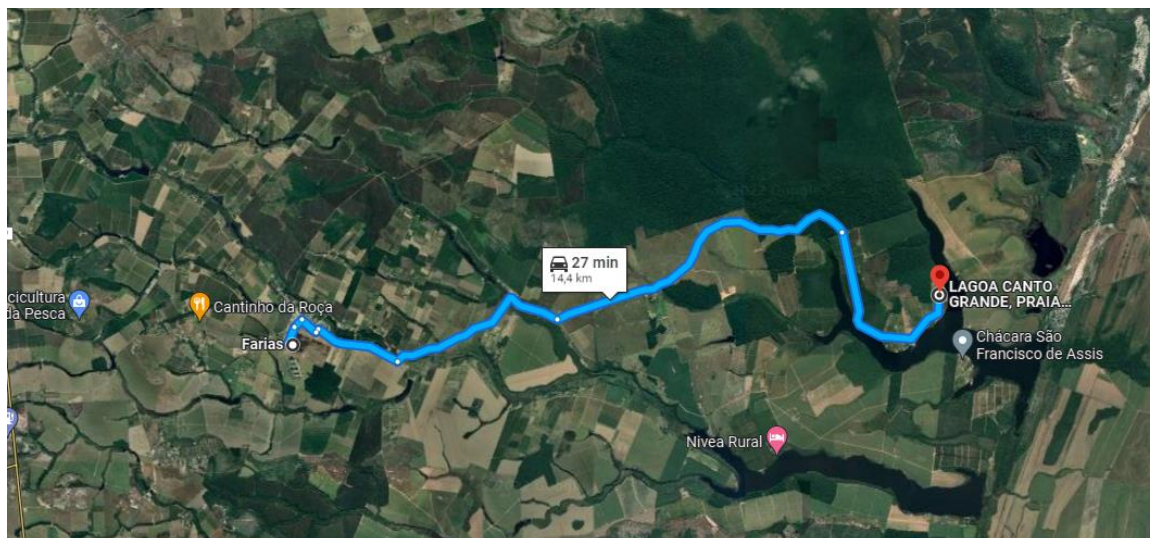 27 min
14,4 km
LAGOA CANTO
GRANDE, PRAIA...
cicultura
da Pesca
Cantinho da Roça
Farias
Chácara São
Francisco de Assis
Nivea Rural